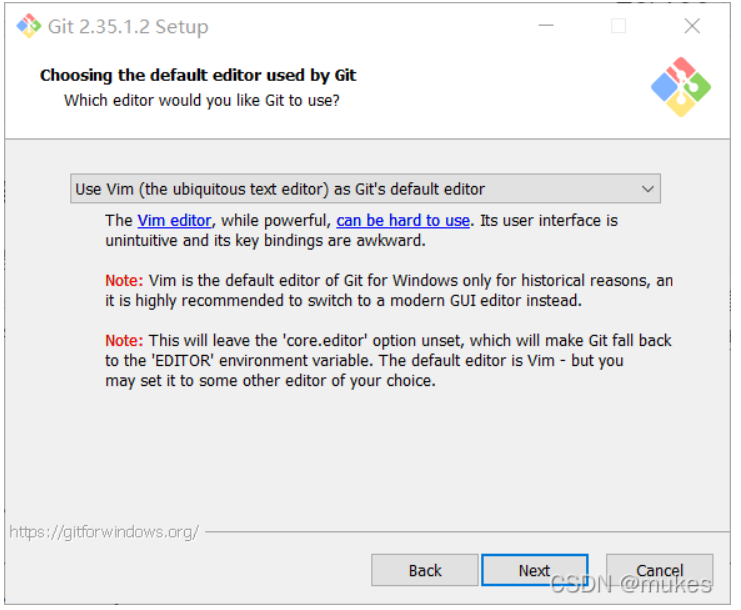 Git 2.35.1.2 Setup
Choosing the default editor used by Git
Which editor would you like Git to use?
Use Vim (the ubiquitous text editor) as Git's default editor
The Vim editor, while powerful, can be hard to use. Its user interface is
unintuitive and its key bindings are awkward.
Note: Vim is the default editor of Git for Windows only for historical reasons, an
it is highly recommended to switch to a modern GUI editor instead.
Note: This will leave the 'core.editor' option unset, which will make Git fall back
to the 'EDITOR' environment variable. The default editor is Vim - but you
may set it to some other editor of your choice.
https://gitforwindows.org/
Back
Next
Cancel
CSDN @mukes